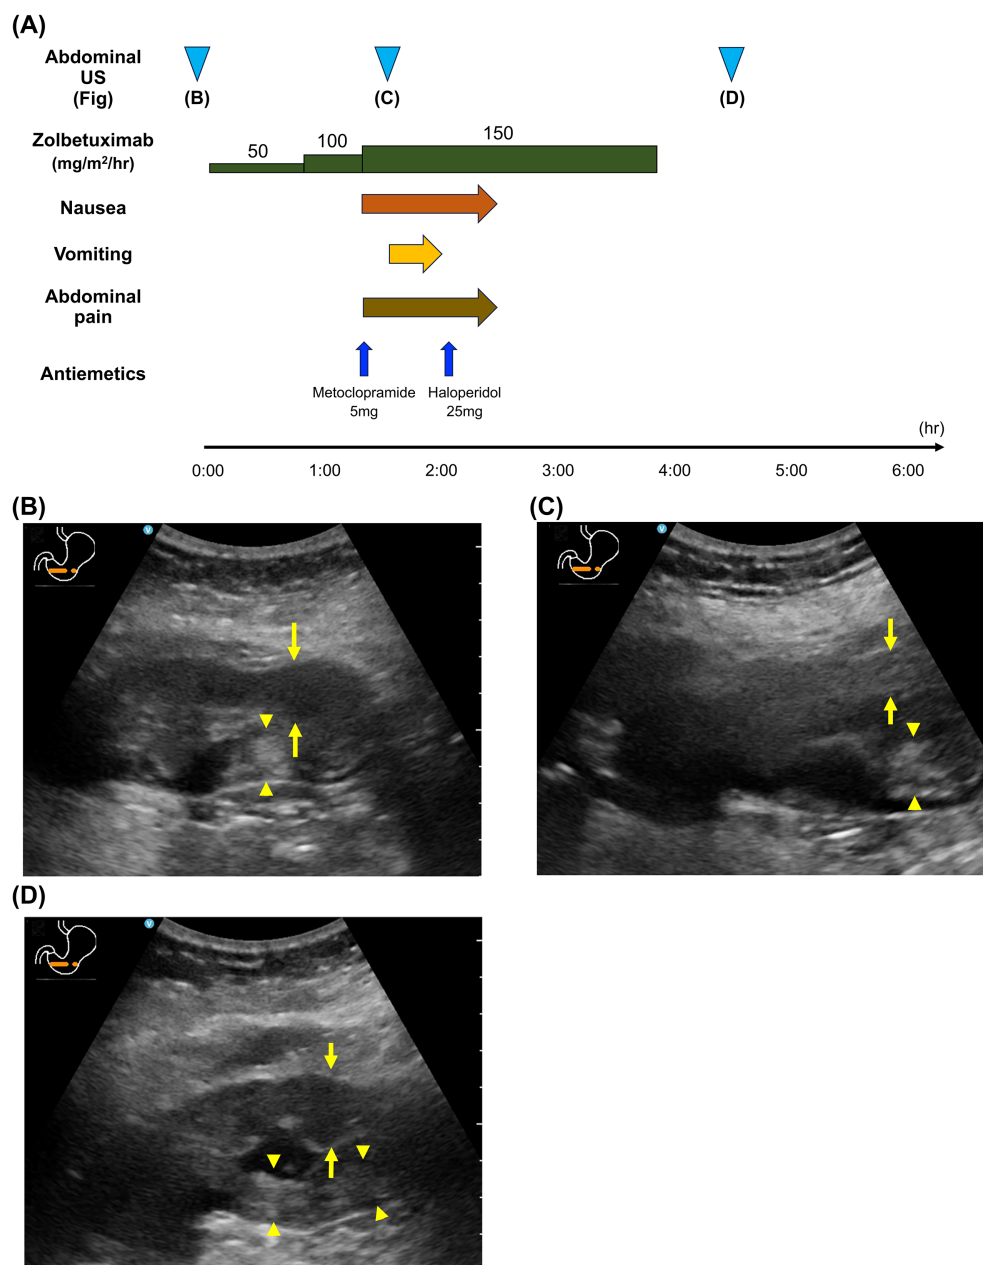 (A)
Abdominal
US
(Fig)
(B)
(C)
(D)
Zolbetuximab
(mg/m²/hr)
50
100
150
Nausea
Vomiting
Abdominal
pain
Antiemetics
Metoclopramide
5mg
Haloperidol
25mg
(hr)
0:00 1:00 2:00 3:00 4:00 5:00 6:00
(B)
V
(C)
V
(D)
V